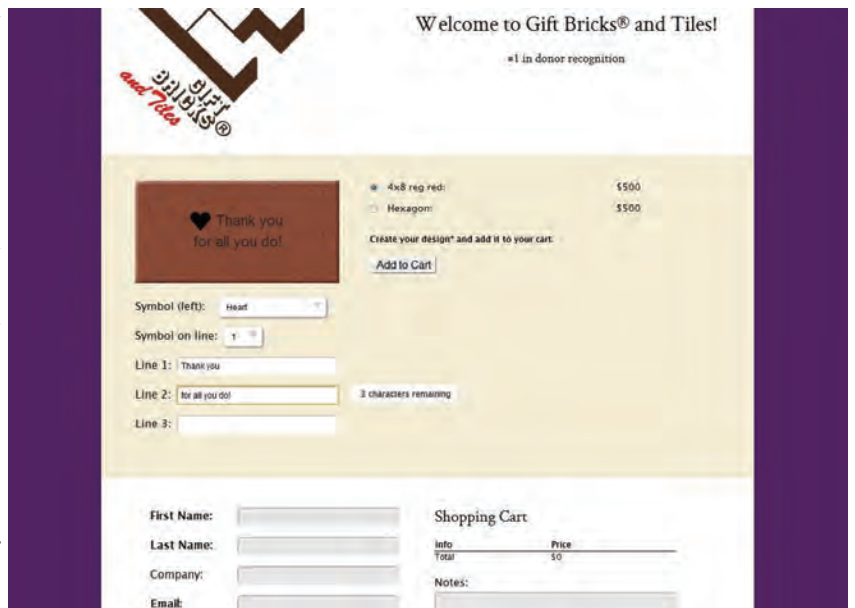 Welcome to Gift Bricks® and Tiles!
#1 in donor recognition
GIFT
BRICKS®
and Tiles
4x8 reg red: $500
Hexagon: $500
Thank you
for all you do!
Create your design* and add it to your cart.
Add to Cart
Symbol (left): Heart
Symbol on line: 1
Line 1: Thank you
Line 2: for all you do! 3 characters remaining
Line 3:
First Name:
Last Name:
Company:
Email:
Shopping Cart
Info Price
Total $0
Notes: